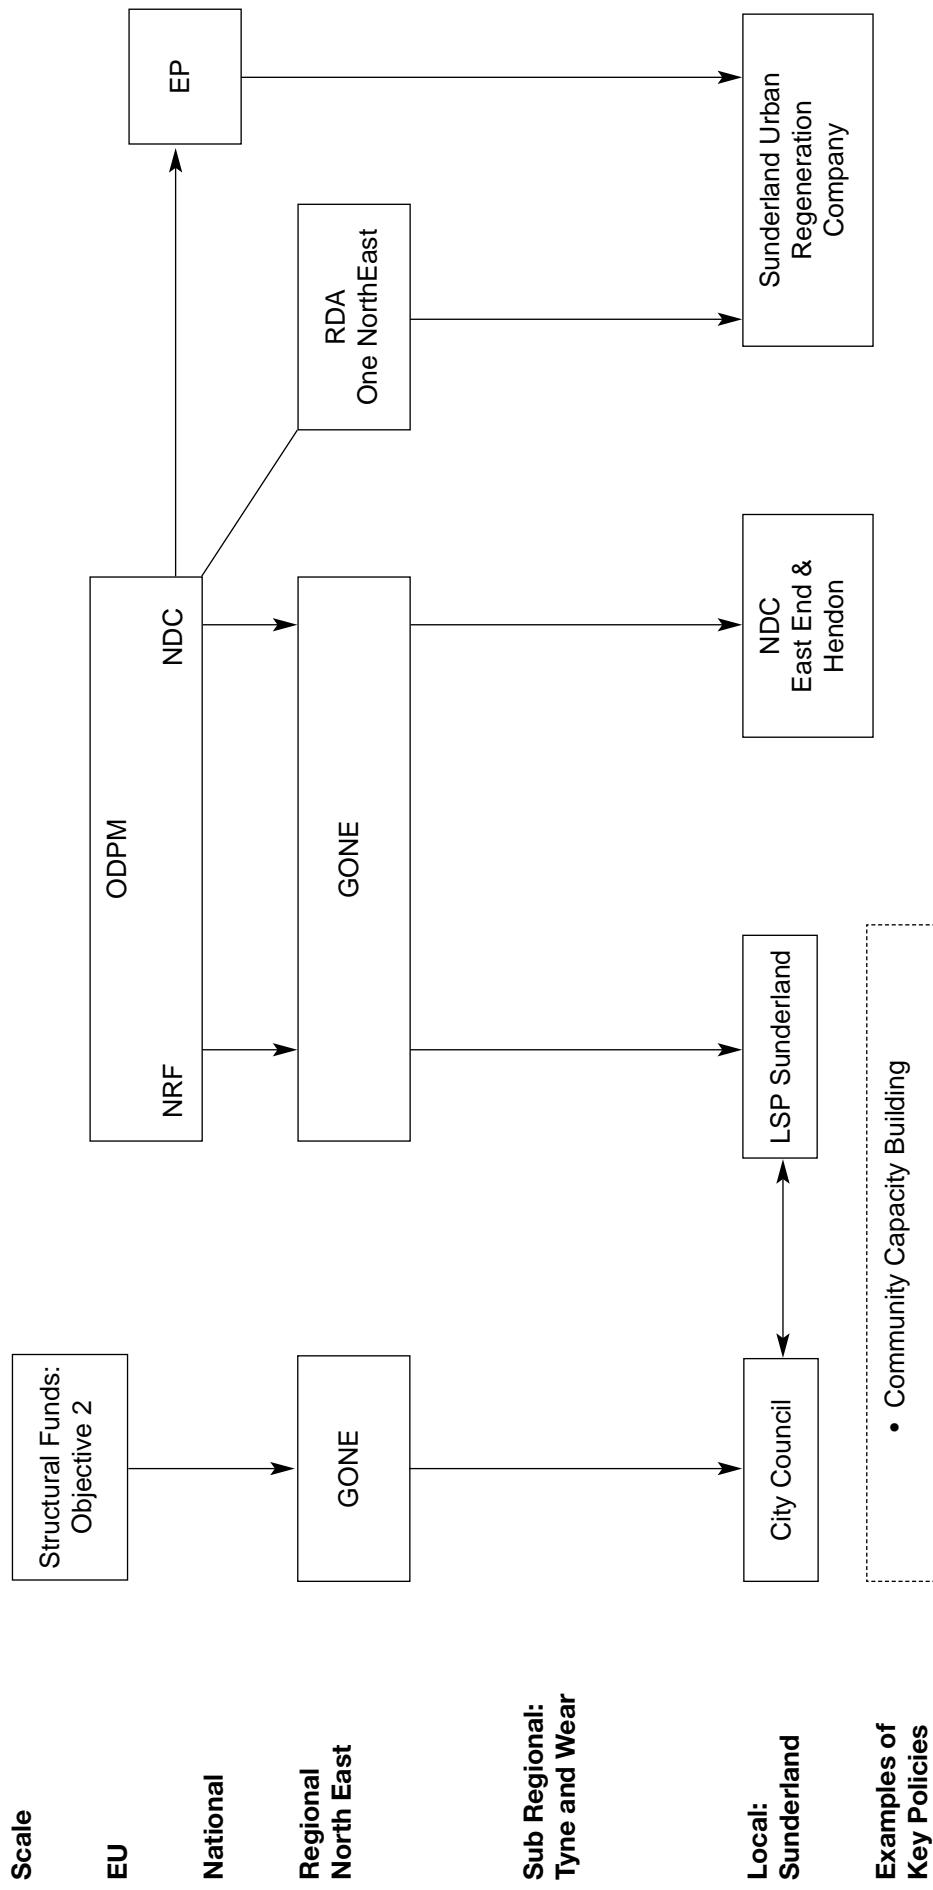 Scale
EU
National
Regional
North East
Sub Regional:
Tyne and Wear
Local:
Sunderland
Examples of
Key Policies
Structural Funds:
Objective 2
ODPM
NRF
NDC
EP
GONE
GONE
RDA
One NorthEast
City Council
LSP Sunderland
NDC
East End &
Hendon
Sunderland Urban
Regeneration
Company
• Community Capacity Building